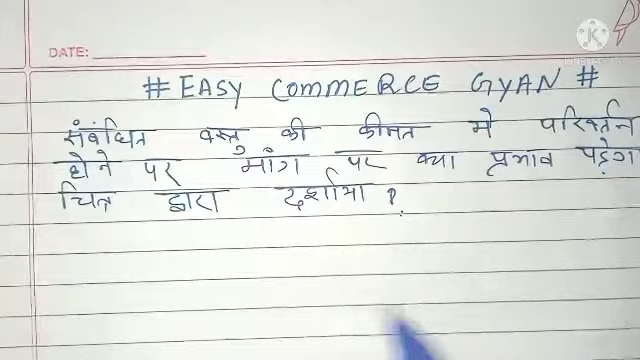 DATE:
# EASY COMMERCE GYAN #
संबंधित वस्तु की कीमत मे परिवर्तन
होने पर माँग पर क्या प्रभाव पड़ेगा
चित्र द्वारा दर्शाया ?